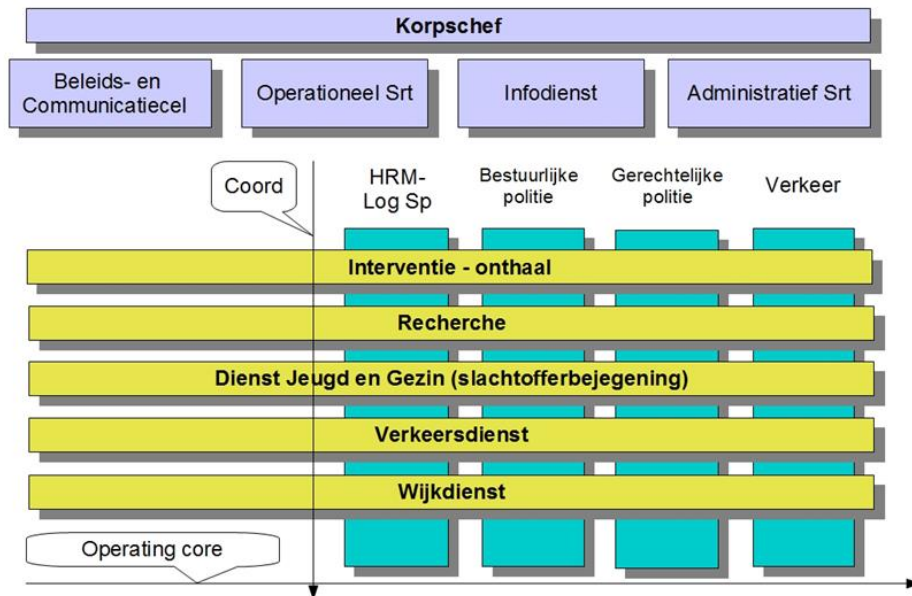 Korpschef
Beleids- en
Communicatiecel
Operationeel Srt
Infodienst
Administratief Srt
Coord
HRM-
Log Sp
Bestuurlijke
politie
Gerechtelijke
politie
Verkeer
Interventie - onthaal
Recherche
Dienst Jeugd en Gezin (slachtofferbejegening)
Verkeersdienst
Wijkdienst
Operating core